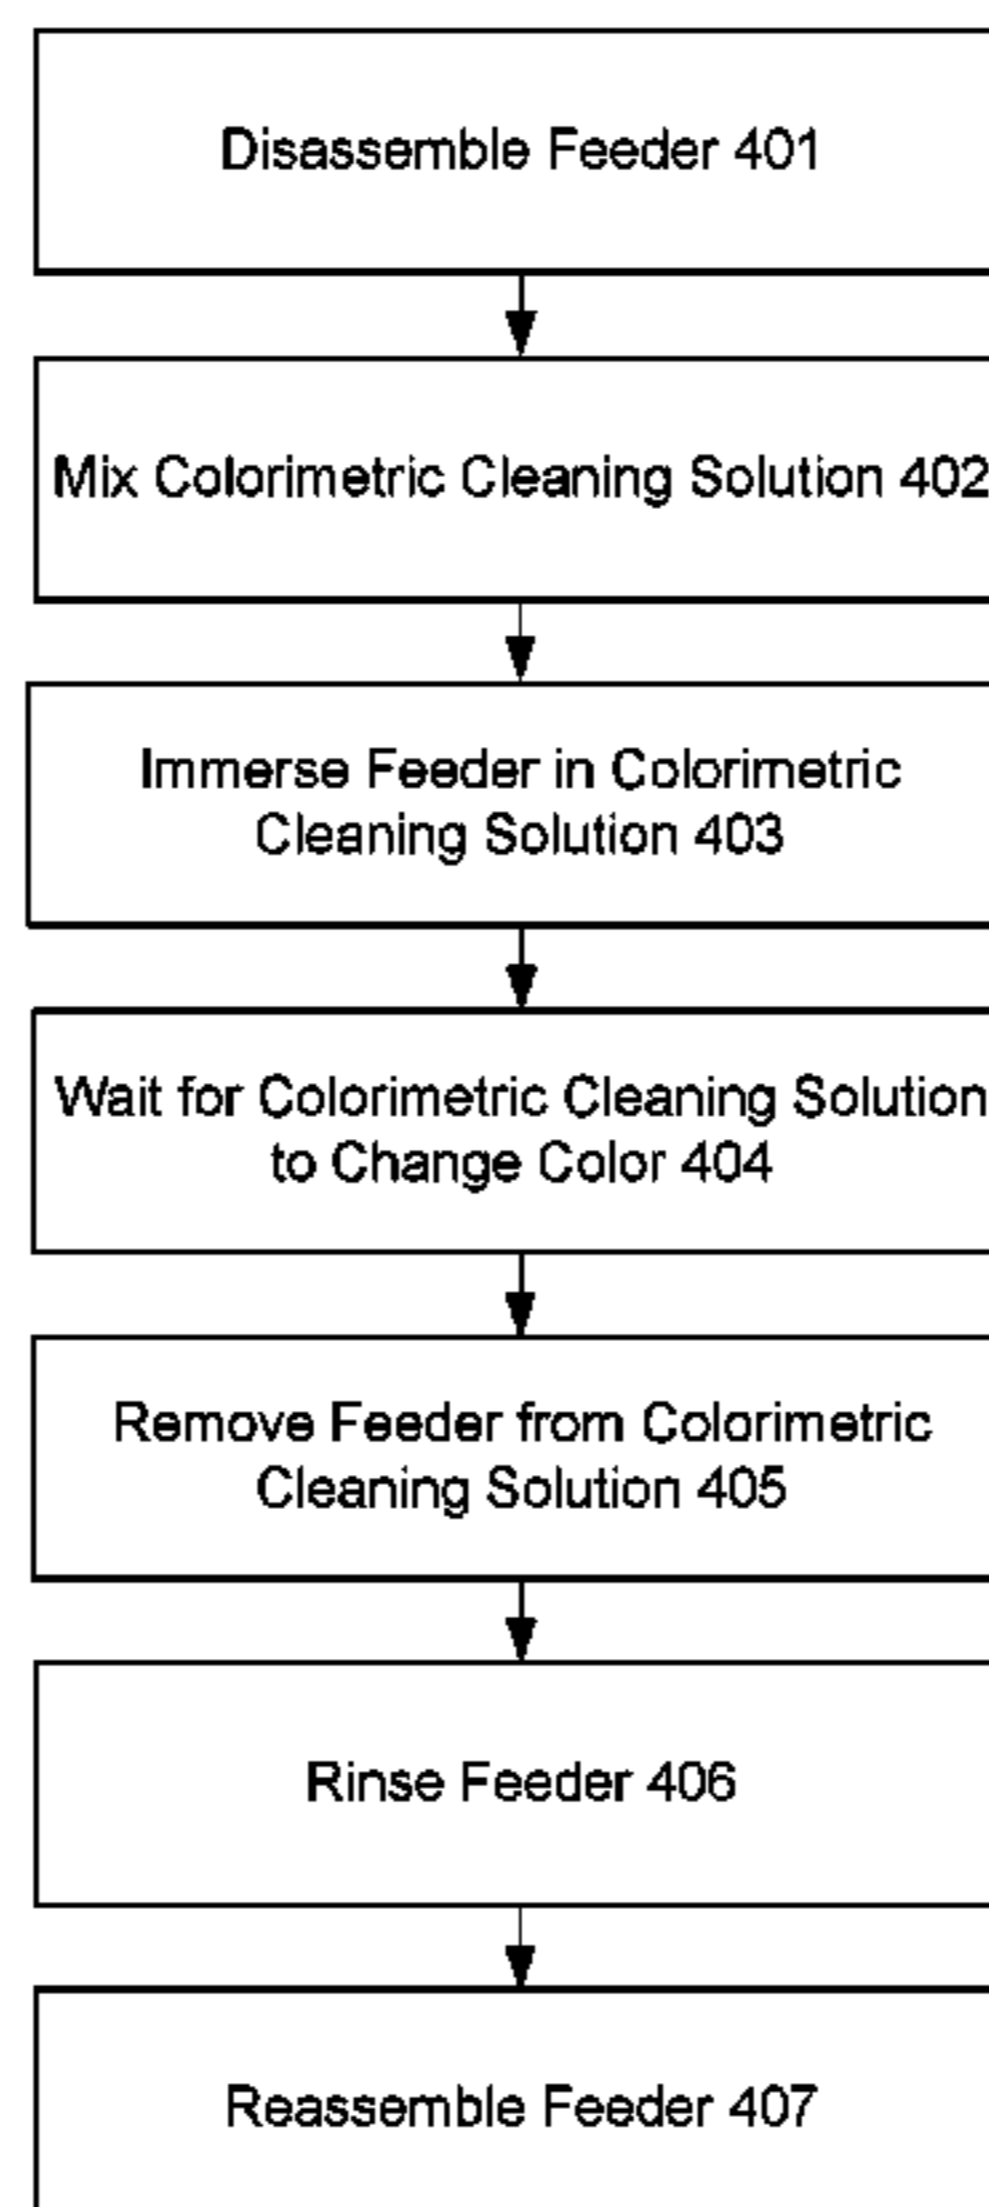 Disassemble Feeder 401
Mix Colorimetric Cleaning Solution 402
Immerse Feeder in Colorimetric
Cleaning Solution 403
Wait for Colorimetric Cleaning Solution
to Change Color 404
Remove Feeder from Colorimetric
Cleaning Solution 405
Rinse Feeder 406
Reassemble Feeder 407